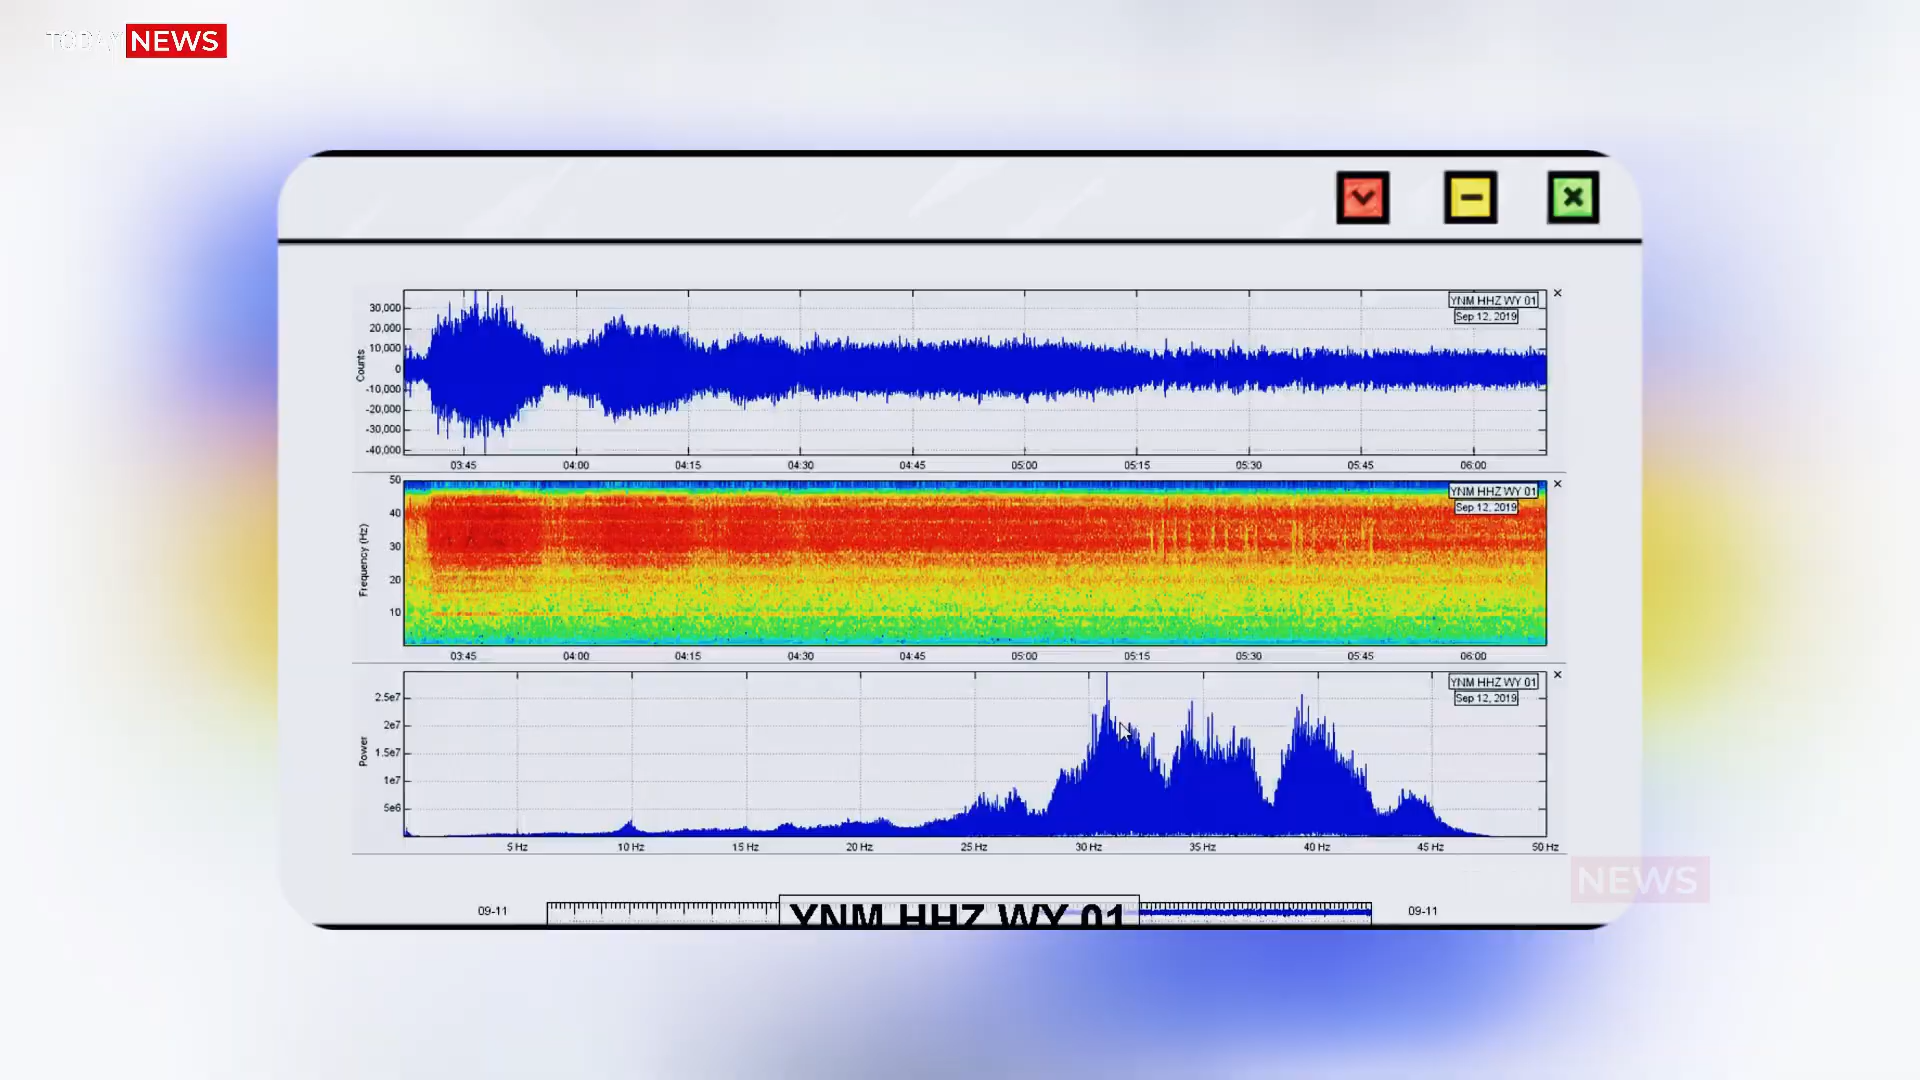 TODAY NEWS
30,000
20,000
10,000
0
-10,000
-20,000
-30,000
-40,000
Counts
YNM HHZ WY 01
Sep 12, 2019
03:45 04:00 04:15 04:30 04:45 05:00 05:15 05:30 05:45 06:00
50
40
30
20
10
Frequency (Hz)
YNM HHZ WY 01
Sep 12, 2019
03:45 04:00 04:15 04:30 04:45 05:00 05:15 05:30 05:45 06:00
2.5e7
2e7
1.5e7
1e7
5e6
Power
YNM HHZ WY 01
Sep 12, 2019
5 Hz 10 Hz 15 Hz 20 Hz 25 Hz 30 Hz 35 Hz 40 Hz 45 Hz 50 Hz
NEWS
09-11 YNM HHZ WY 01 09-11